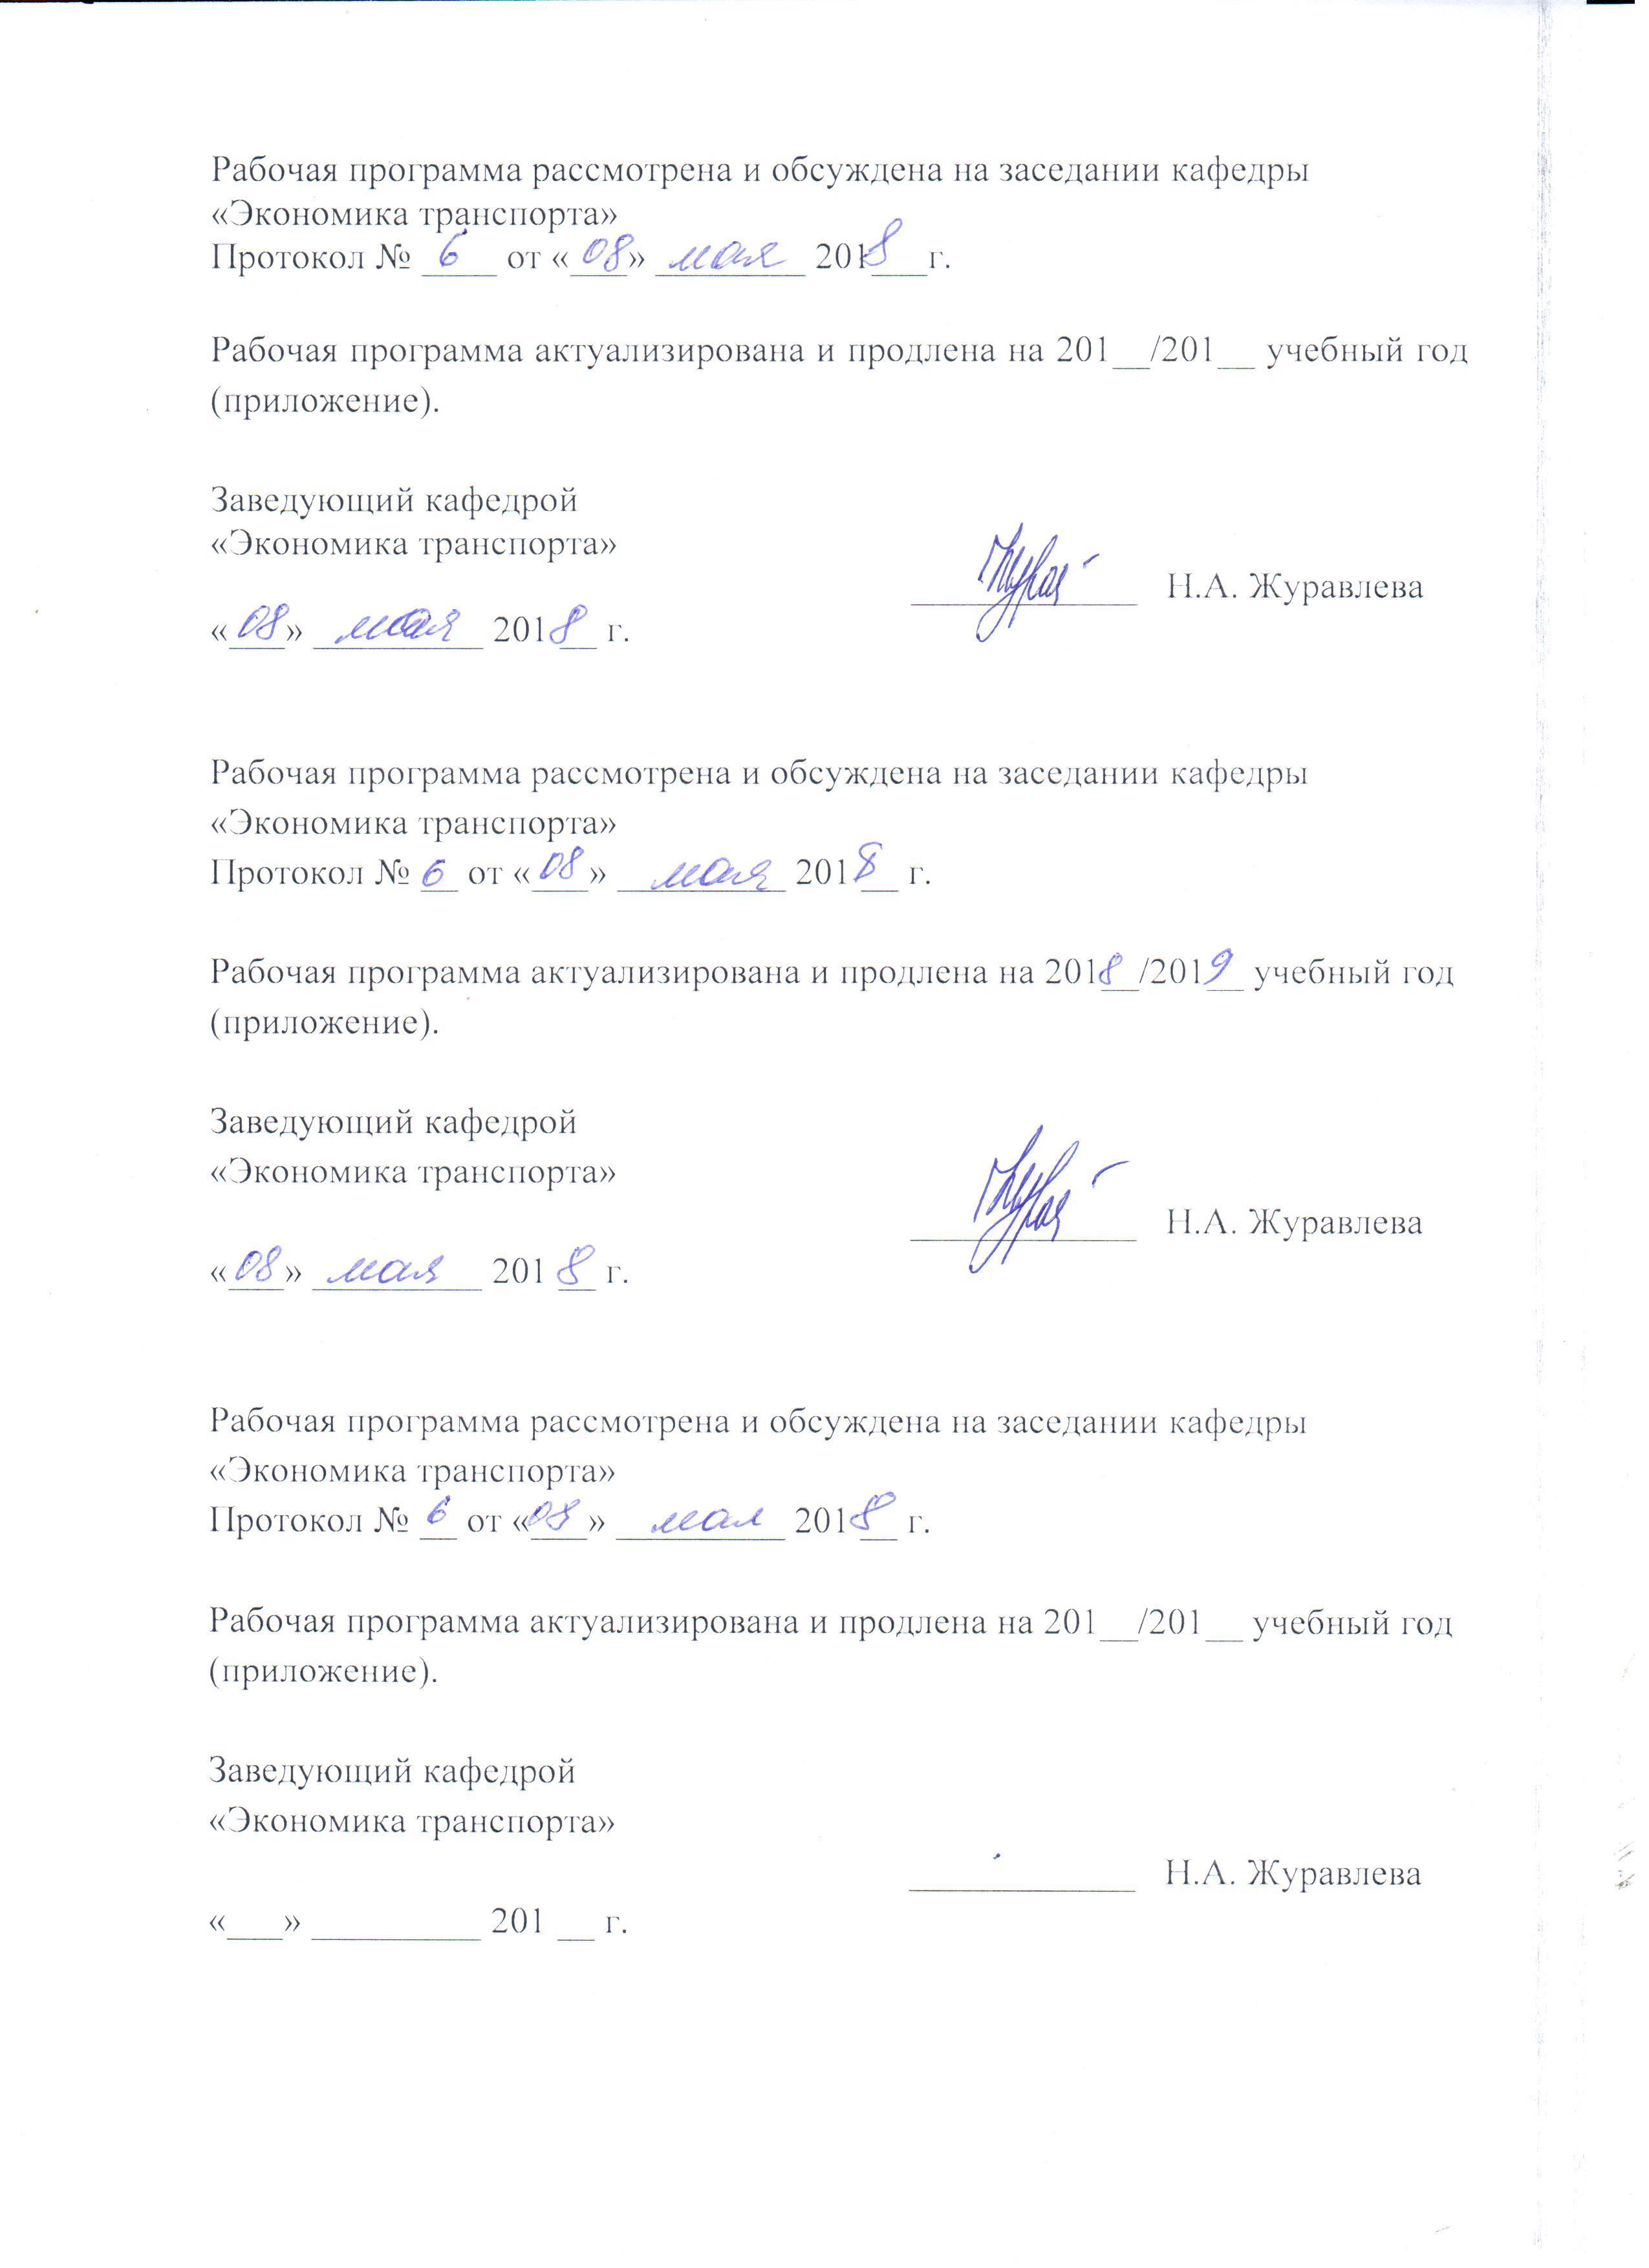 Рабочая программа рассмотрена и обсуждена на заседании кафедры
«Экономика транспорта»
Протокол № 6 от «08» мая 2018 г.
Рабочая программа актуализирована и продлена на 201__/201__ учебный год
(приложение).
Заведующий кафедрой
«Экономика транспорта»
Н.А. Журавлева
«08» мая 2018 г.
Рабочая программа рассмотрена и обсуждена на заседании кафедры
«Экономика транспорта»
Протокол № 6 от «08» мая 2018 г.
Рабочая программа актуализирована и продлена на 2018/2019 учебный год
(приложение).
Заведующий кафедрой
«Экономика транспорта»
Н.А. Журавлева
«08» мая 2018 г.
Рабочая программа рассмотрена и обсуждена на заседании кафедры
«Экономика транспорта»
Протокол № 6 от «08» мая 2018 г.
Рабочая программа актуализирована и продлена на 201__/201__ учебный год
(приложение).
Заведующий кафедрой
«Экономика транспорта»
_____________ Н.А. Журавлева
«___» _________ 201 __ г.